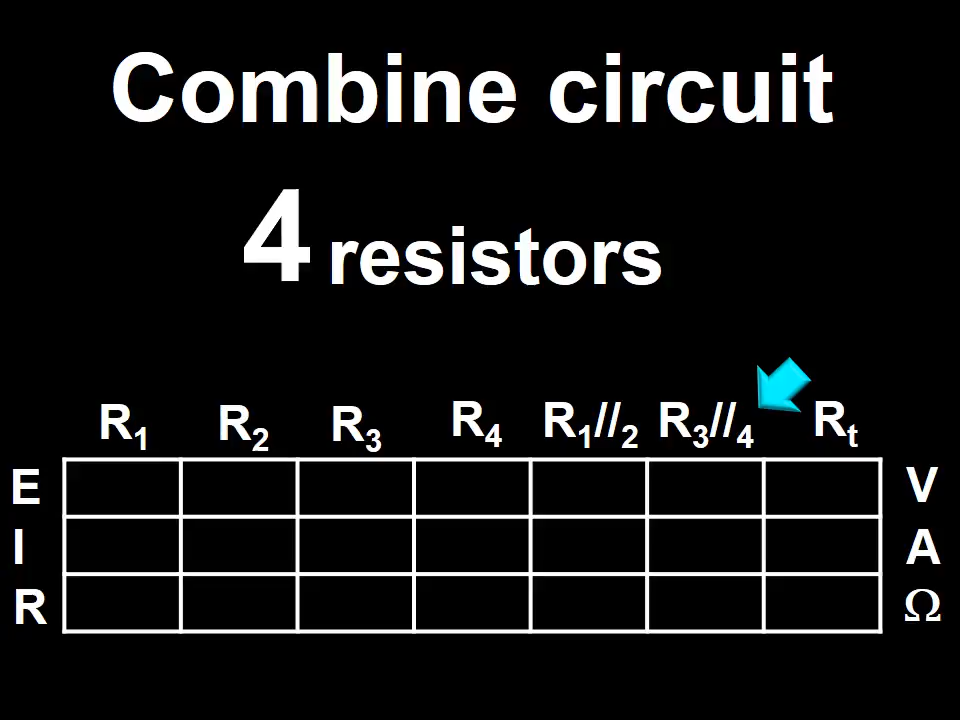 Combine circuit
4 resistors
R₁ R₂ R₃ R₄ R₁//₂ R₃//₄ Rₜ
E V
I A
R Ω